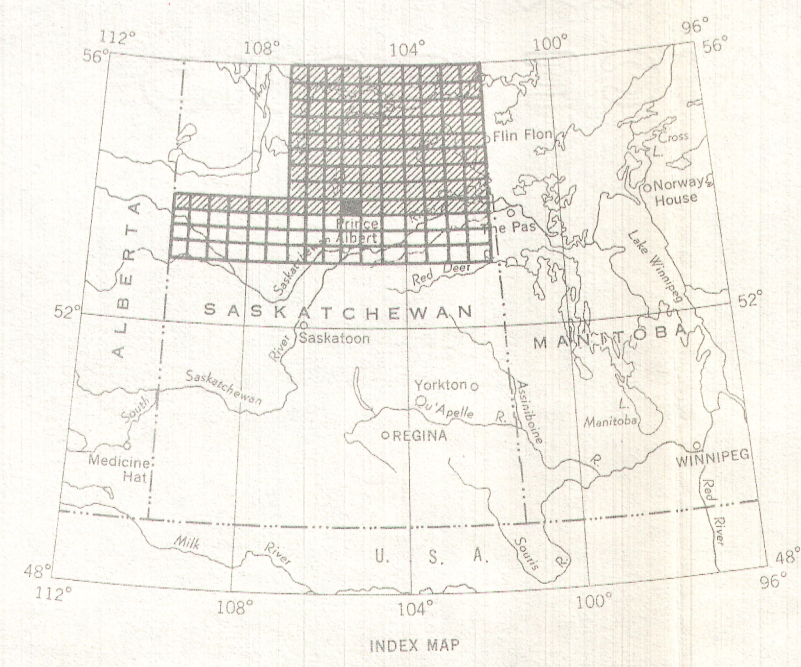 112°
108°
104°
100°
96°
56°
56°
Flin Flon
Cross
L.
Norway
House
Prince
Albert
The Pas
ALBERTA
Red Deer
Lake Winnipeg
52°
SASKATCHEWAN
52°
MANITOBA
Saskatoon
River
Saskatchewan
South
Yorkton
Qu'Apelle R.
Assiniboine
R.
L.
Manitoba
REGINA
WINNIPEG
Medicine
Hat
Red River
Milk River
U. S. A.
Souris
R.
48°
48°
112°
108°
104°
100°
96°
INDEX MAP